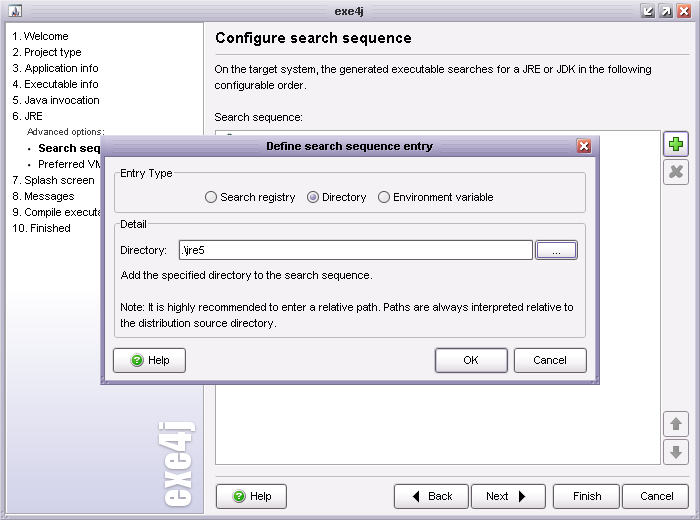 exe4j
1. Welcome
2. Project type
3. Application info
4. Executable info
5. Java invocation
6. JRE
Advanced options:
Search seq
Preferred VM
7. Splash screen
8. Messages
9. Compile executa
10. Finished
exe4j
Configure search sequence
On the target system, the generated executable searches for a JRE or JDK in the following
configurable order.
Search sequence:
Define search sequence entry
Entry Type
Search registry Directory Environment variable
Detail
Directory: .\jre5 ...
Add the specified directory to the search sequence.
Note: It is highly recommended to enter a relative path. Paths are always interpreted relative to
the distribution source directory.
Help OK Cancel
Help Back Next Finish Cancel